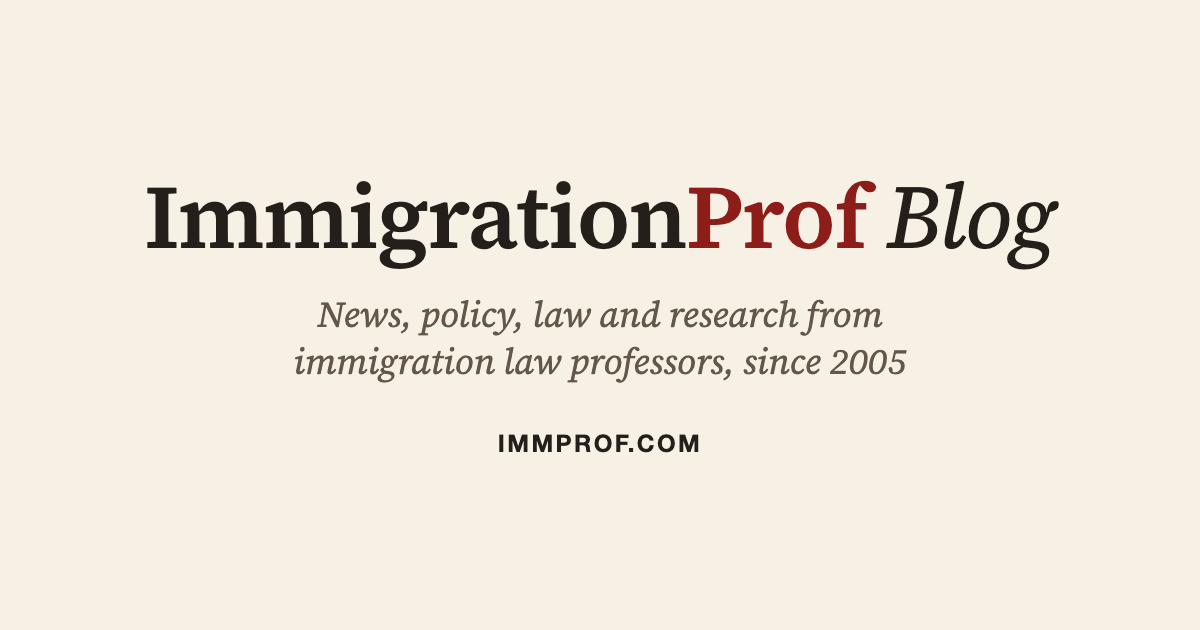 ImmigrationProf Blog
News, policy, law and research from
immigration law professors, since 2005
IMMPROF.COM